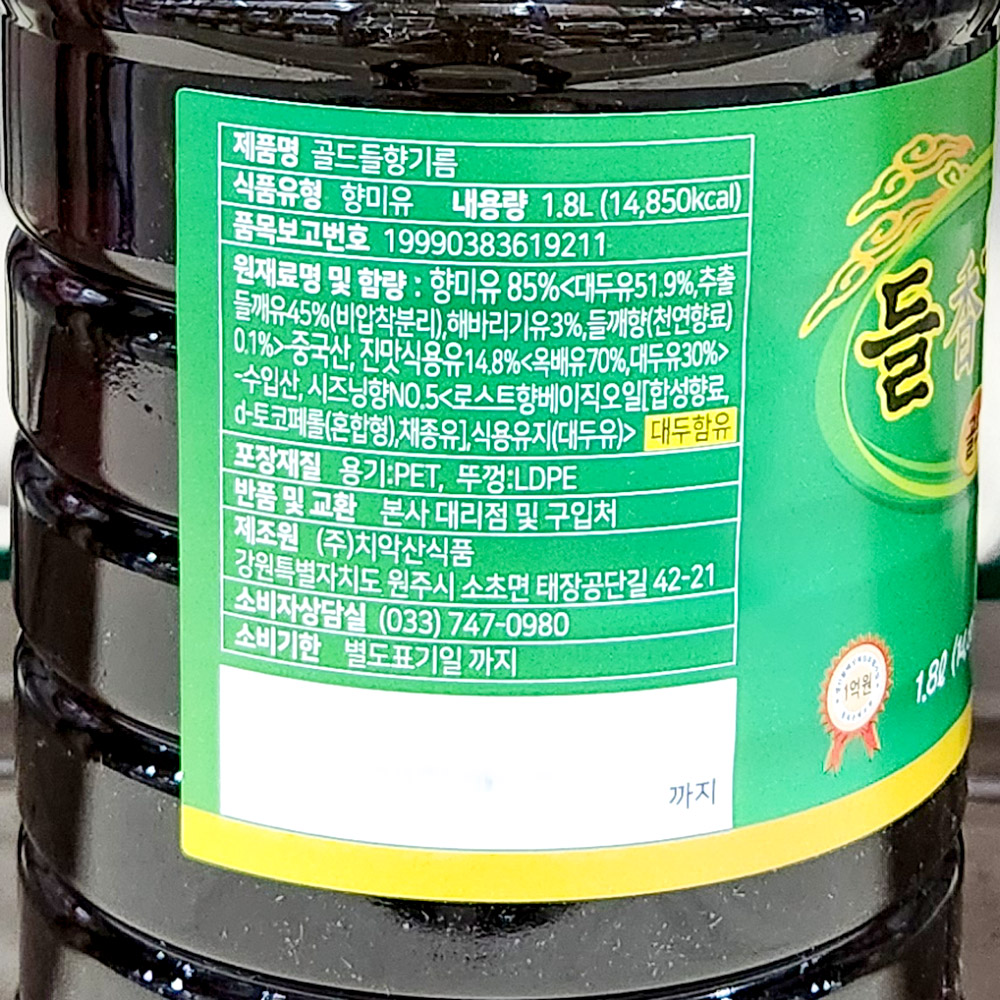 제품명 골드들향기름
식품유형 향미유 내용량 1.8L (14,850kcal)
품목보고번호 19990383619211
원재료명 및 함량 : 향미유 85%<대두유51.9%,추출
들깨유45%(비압착분리),해바리기유3%,들깨향(천연향료)
0.1%>-중국산, 진맛식용유14.8%<옥배유70%,대두유30%>
-수입산, 시즈닝향NO.5<로스트향베이직오일[합성향료,
d-토코페롤(혼합형),채종유],식용유지(대두유)> 대두함유
포장재질 용기:PET, 뚜껑:LDPE
반품 및 교환 본사 대리점 및 구입처
제조원 (주)치악산식품
강원특별자치도 원주시 소초면 태장공단길 42-21
소비자상담실 (033) 747-0980
소비기한 별도표기일 까지
까지
들香
1억원
1.8ℓ (14,